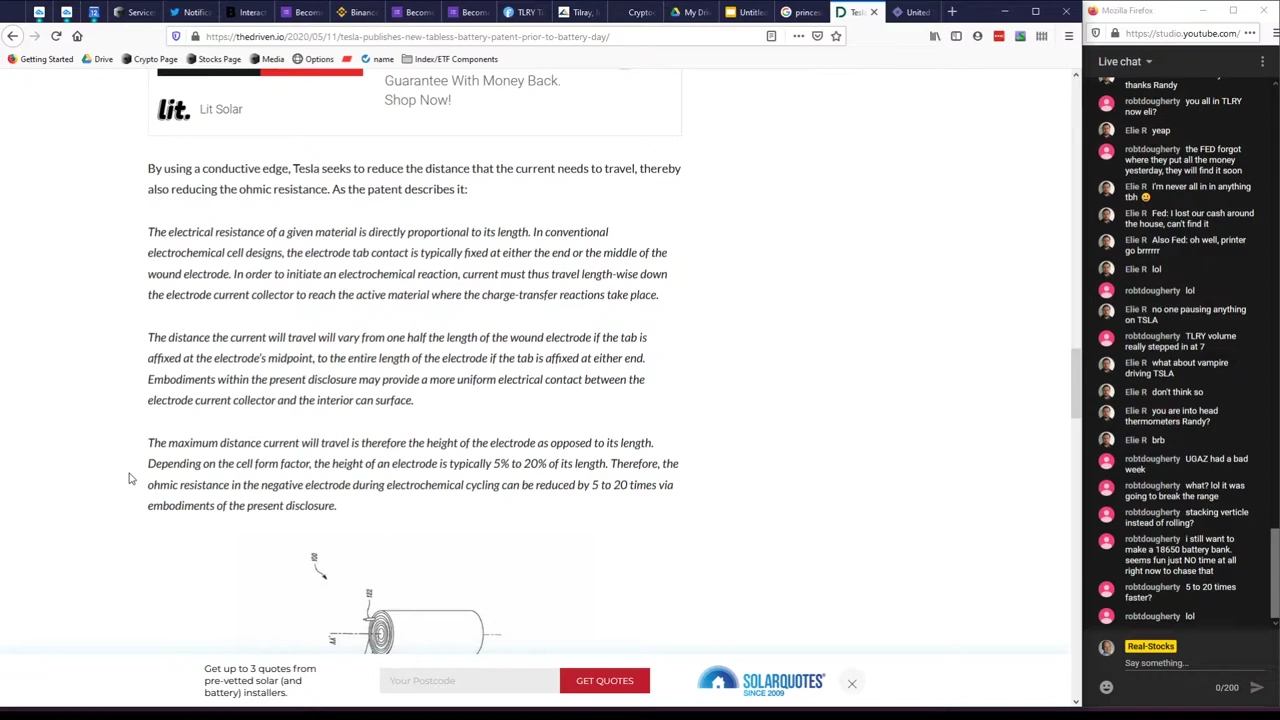 Services
Notifica
Interact
Become
Binance
Become
Become
TLRY T
Tilray, I
Crypto
My Driv
Untitl
princes
Tesl
United
https://thedriven.io/2020/05/11/tesla-publishes-new-tabless-battery-patent-prior-to-battery-day/
Getting Started
Drive
Crypto Page
Stocks Page
Media
Options
name
Index/ETF Components
Guarantee With Money Back.
Shop Now!
lit.
Lit Solar
By using a conductive edge, Tesla seeks to reduce the distance that the current needs to travel, thereby
also reducing the ohmic resistance. As the patent describes it:
The electrical resistance of a given material is directly proportional to its length. In conventional
electrochemical cell designs, the electrode tab contact is typically fixed at either the end or the middle of the
wound electrode. In order to initiate an electrochemical reaction, current must thus travel length-wise down
the electrode current collector to reach the active material where the charge-transfer reactions take place.
The distance the current will travel will vary from one half the length of the wound electrode if the tab is
affixed at the electrode's midpoint, to the entire length of the electrode if the tab is affixed at either end.
Embodiments within the present disclosure may provide a more uniform electrical contact between the
electrode current collector and the interior can surface.
The maximum distance current will travel is therefore the height of the electrode as opposed to its length.
Depending on the cell form factor, the height of an electrode is typically 5% to 20% of its length. Therefore, the
ohmic resistance in the negative electrode during electrochemical cycling can be reduced by 5 to 20 times via
embodiments of the present disclosure.
100
122
AA'
Get up to 3 quotes from
pre-vetted solar (and
battery) installers.
Your Postcode
GET QUOTES
SOLARQUOTES
SINCE 2009
Mozilla Firefox
https://studio.youtube.com/
Live chat
thanks Randy
robtdougherty you all in TLRY
now eli?
Elie R yeap
robtdougherty the FED forgot
where they put all the money
yesterday, they will find it soon
Elie R I'm never all in in anything
tbh
Elie R Fed: I lost our cash around
the house, can't find it
Elie R Also Fed: oh well, printer
go brrrrrr
Elie R lol
robtdougherty lol
Elie R no one pausing anything
on TSLA
robtdougherty TLRY volume
really stepped in at 7
Elie R what about vampire
driving TSLA
Elie R don't think so
Elie R you are into head
thermometers Randy?
Elie R brb
robtdougherty UGAZ had a bad
week
robtdougherty what? lol it was
going to break the range
robtdougherty stacking verticle
instead of rolling?
robtdougherty i still want to
make a 18650 battery bank.
seems fun just NO time at all
right now to chase that
robtdougherty 5 to 20 times
faster?
robtdougherty lol
Real-Stocks
Say something...
0/200